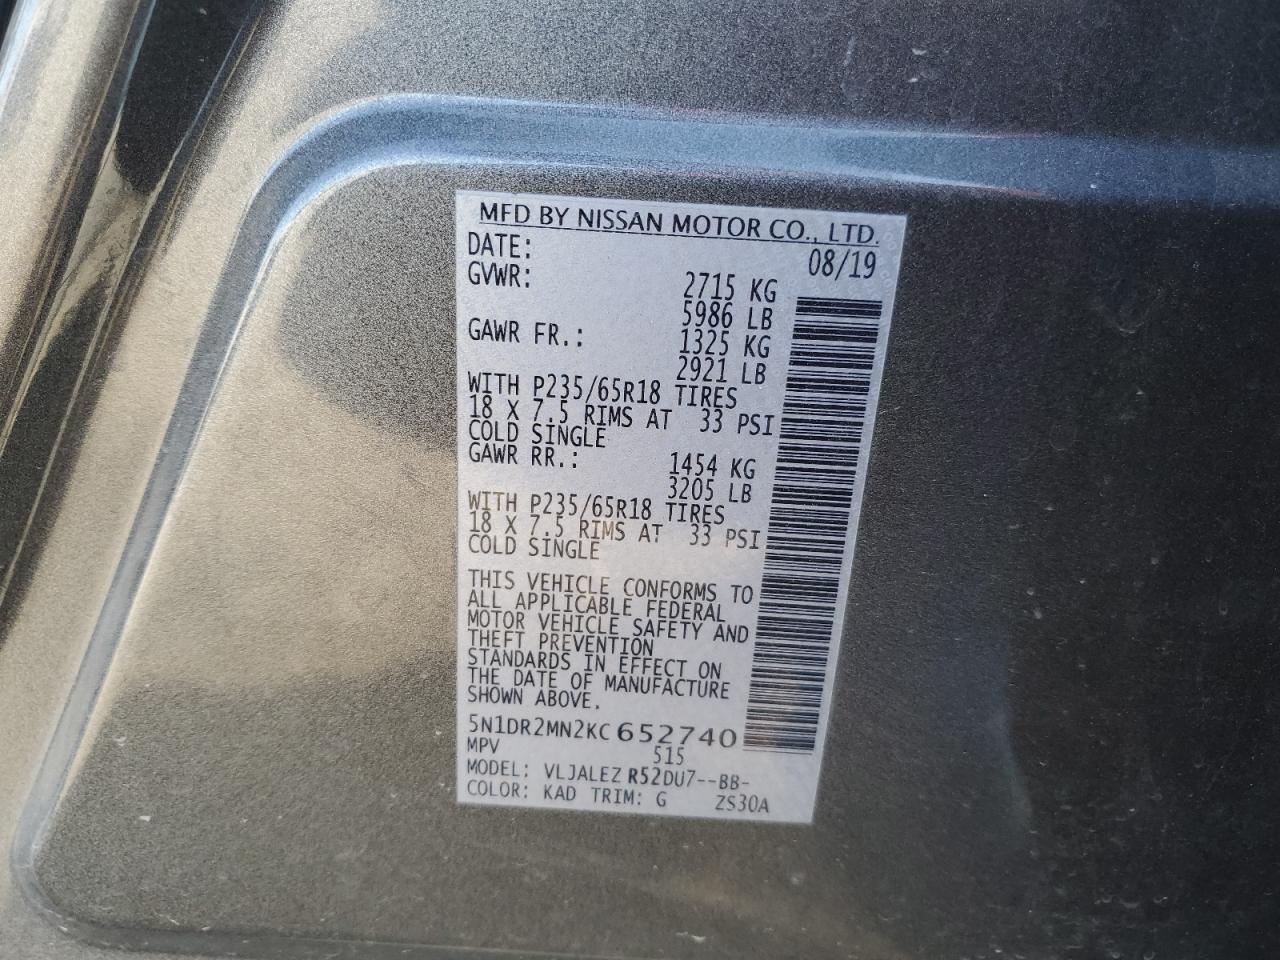 MFD BY NISSAN MOTOR CO., LTD.
DATE: 08/19
GVWR: 2715 KG
5986 LB
GAWR FR.: 1325 KG
2921 LB
WITH P235/65R18 TIRES
18 X 7.5 RIMS AT 33 PSI
COLD SINGLE
GAWR RR.: 1454 KG
3205 LB
WITH P235/65R18 TIRES
18 X 7.5 RIMS AT 33 PSI
COLD SINGLE
THIS VEHICLE CONFORMS TO
ALL APPLICABLE FEDERAL
MOTOR VEHICLE SAFETY AND
THEFT PREVENTION
STANDARDS IN EFFECT ON
THE DATE OF MANUFACTURE
SHOWN ABOVE.
5N1DR2MN2KC652740
MPV 515
MODEL: VLJALEZ R52DU7--BB-
COLOR: KAD TRIM: G ZS30A